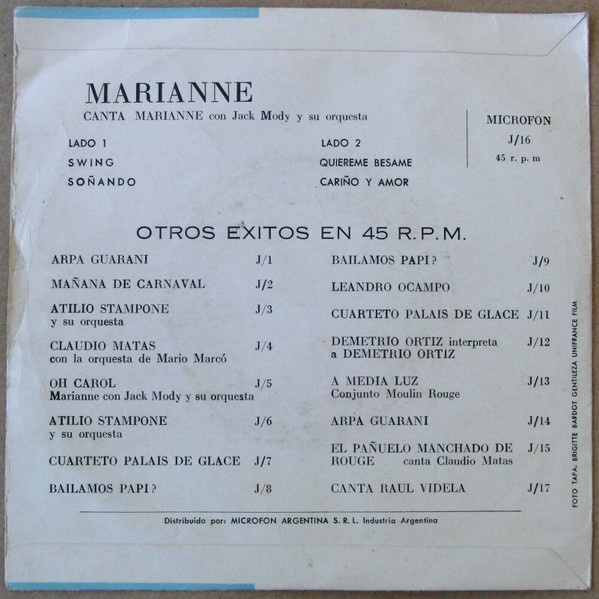 MARIANNE
CANTA MARIANNE con Jack Mody y su orquesta
MICROFON
J/16
45 r. p. m
LADO 1
SWING
SOÑANDO
LADO 2
QUIEREME BESAME
CARIÑO Y AMOR
OTROS EXITOS EN 45 R.P.M.
ARPA GUARANI J/1
MAÑANA DE CARNAVAL J/2
ATILIO STAMPONE J/3
y su orquesta
CLAUDIO MATAS J/4
con la orquesta de Mario Marcó
OH CAROL J/5
Marianne con Jack Mody y su orquesta
ATILIO STAMPONE J/6
y su orquesta
CUARTETO PALAIS DE GLACE J/7
BAILAMOS PAPI? J/8
BAILAMOS PAPI? J/9
LEANDRO OCAMPO J/10
CUARTETO PALAIS DE GLACE J/11
DEMETRIO ORTIZ interpreta J/12
a DEMETRIO ORTIZ
A MEDIA LUZ J/13
Conjunto Moulin Rouge
ARPA GUARANI J/14
EL PAÑUELO MANCHADO DE J/15
ROUGE canta Claudio Matas
CANTA RAUL VIDELA J/17
Distribuido por: MICROFON ARGENTINA S. R. L. Industria Argentina
FOTO TAPA: BRIGITTE BARDOT GENTILEZA UNIFRANCE FILM